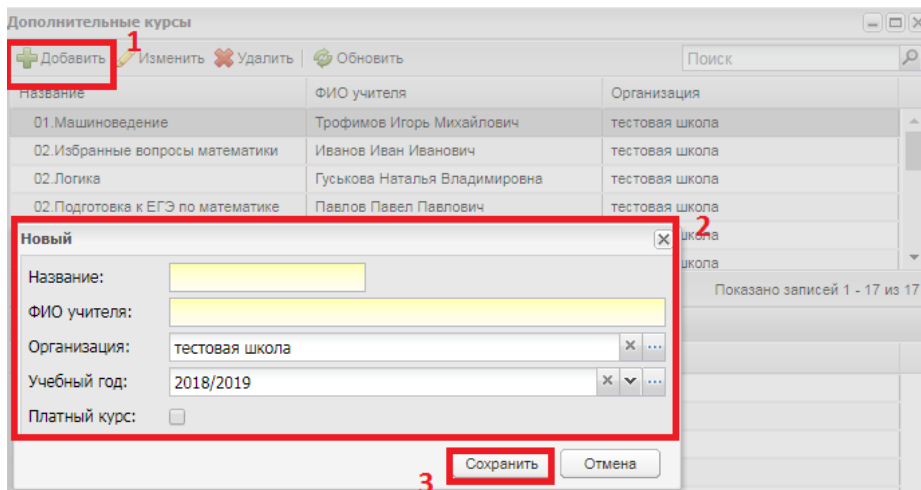 Дополнительные курсы
1
Добавить Изменить Удалить Обновить Поиск
Название ФИО учителя Организация
01.Машиноведение Трофимов Игорь Михайлович тестовая школа
02.Избранные вопросы математики Иванов Иван Иванович тестовая школа
02.Логика Гуськова Наталья Владимировна тестовая школа
02.Подготовка к ЕГЭ по математике Павлов Павел Павлович тестовая школа
2
Новый
Название:
Показано записей 1 - 17 из 17
ФИО учителя:
Организация: тестовая школа
Учебный год: 2018/2019
Платный курс:
Сохранить Отмена
3